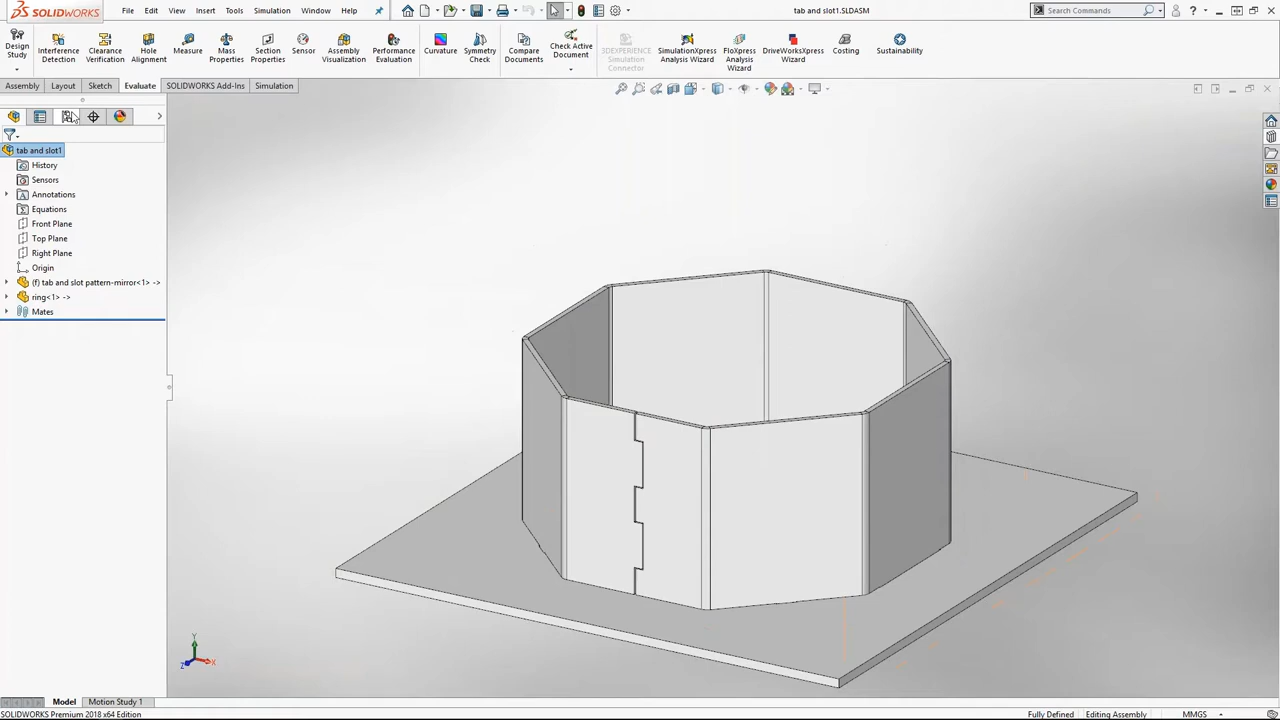 SOLIDWORKS File Edit View Insert Tools Simulation Window Help tab and slot1.SLDASM Search Commands
Design Study
Interference Detection
Clearance Verification
Hole Alignment
Measure
Mass Properties
Section Properties
Sensor
Assembly Visualization
Performance Evaluation
Curvature
Symmetry Check
Compare Documents
Check Active Document
3DEXPERIENCE Simulation Connector
SimulationXpress Analysis Wizard
FloXpress Analysis Wizard
DriveWorksXpress Wizard
Costing
Sustainability
Assembly Layout Sketch Evaluate SOLIDWORKS Add-Ins Simulation
tab and slot1
History
Sensors
Annotations
Equations
Front Plane
Top Plane
Right Plane
Origin
(f) tab and slot pattern-mirror<1> ->
ring<1> ->
Mates
Y
Z
X
Model Motion Study 1
SOLIDWORKS Premium 2018 x64 Edition Fully Defined Editing Assembly MMGS